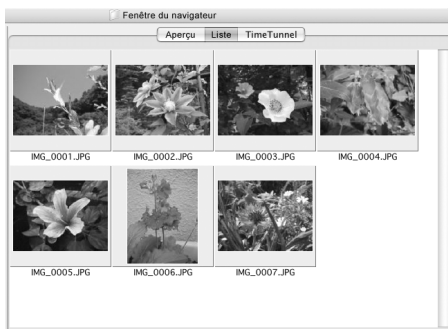 Fenêtre du navigateur
Aperçu Liste TimeTunnel
IMG_0001.JPG IMG_0002.JPG IMG_0003.JPG IMG_0004.JPG
IMG_0005.JPG IMG_0006.JPG IMG_0007.JPG